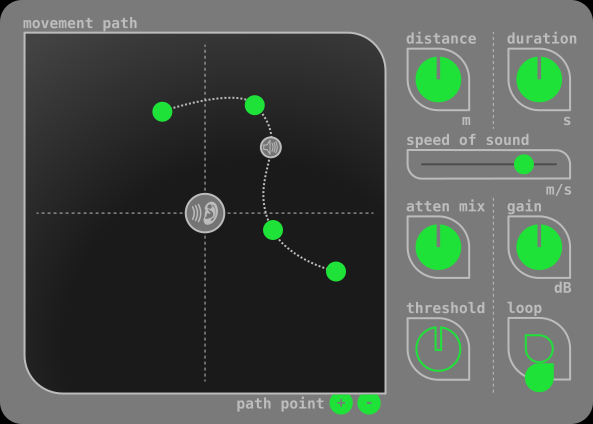 movement path
distance
duration
m
s
speed of sound
m/s
atten mix
gain
dB
threshold
loop
path point + -